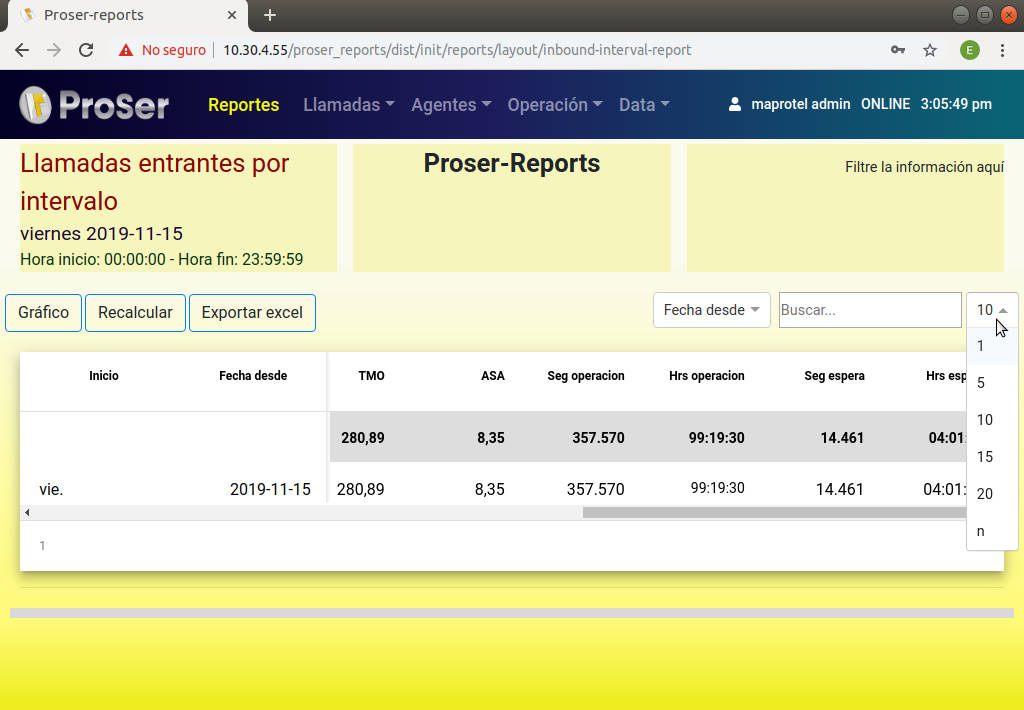 Proser-reports
No seguro
10.30.4.55/proser_reports/dist/init/reports/layout/inbound-interval-report
E
ProSer
Reportes Llamadas Agentes Operación Data
maprotel admin ONLINE 3:05:49 pm
Llamadas entrantes por
intervalo
viernes 2019-11-15
Hora inicio: 00:00:00 - Hora fin: 23:59:59
Proser-Reports
Filtre la información aquí
Gráfico Recalcular Exportar excel
Fecha desde Buscar... 10
1
5
10
15
20
n
Inicio Fecha desde TMO ASA Seg operacion Hrs operacion Seg espera Hrs esp
280,89 8,35 357.570 99:19:30 14.461 04:01:
vie. 2019-11-15 280,89 8,35 357.570 99:19:30 14.461 04:01:
1